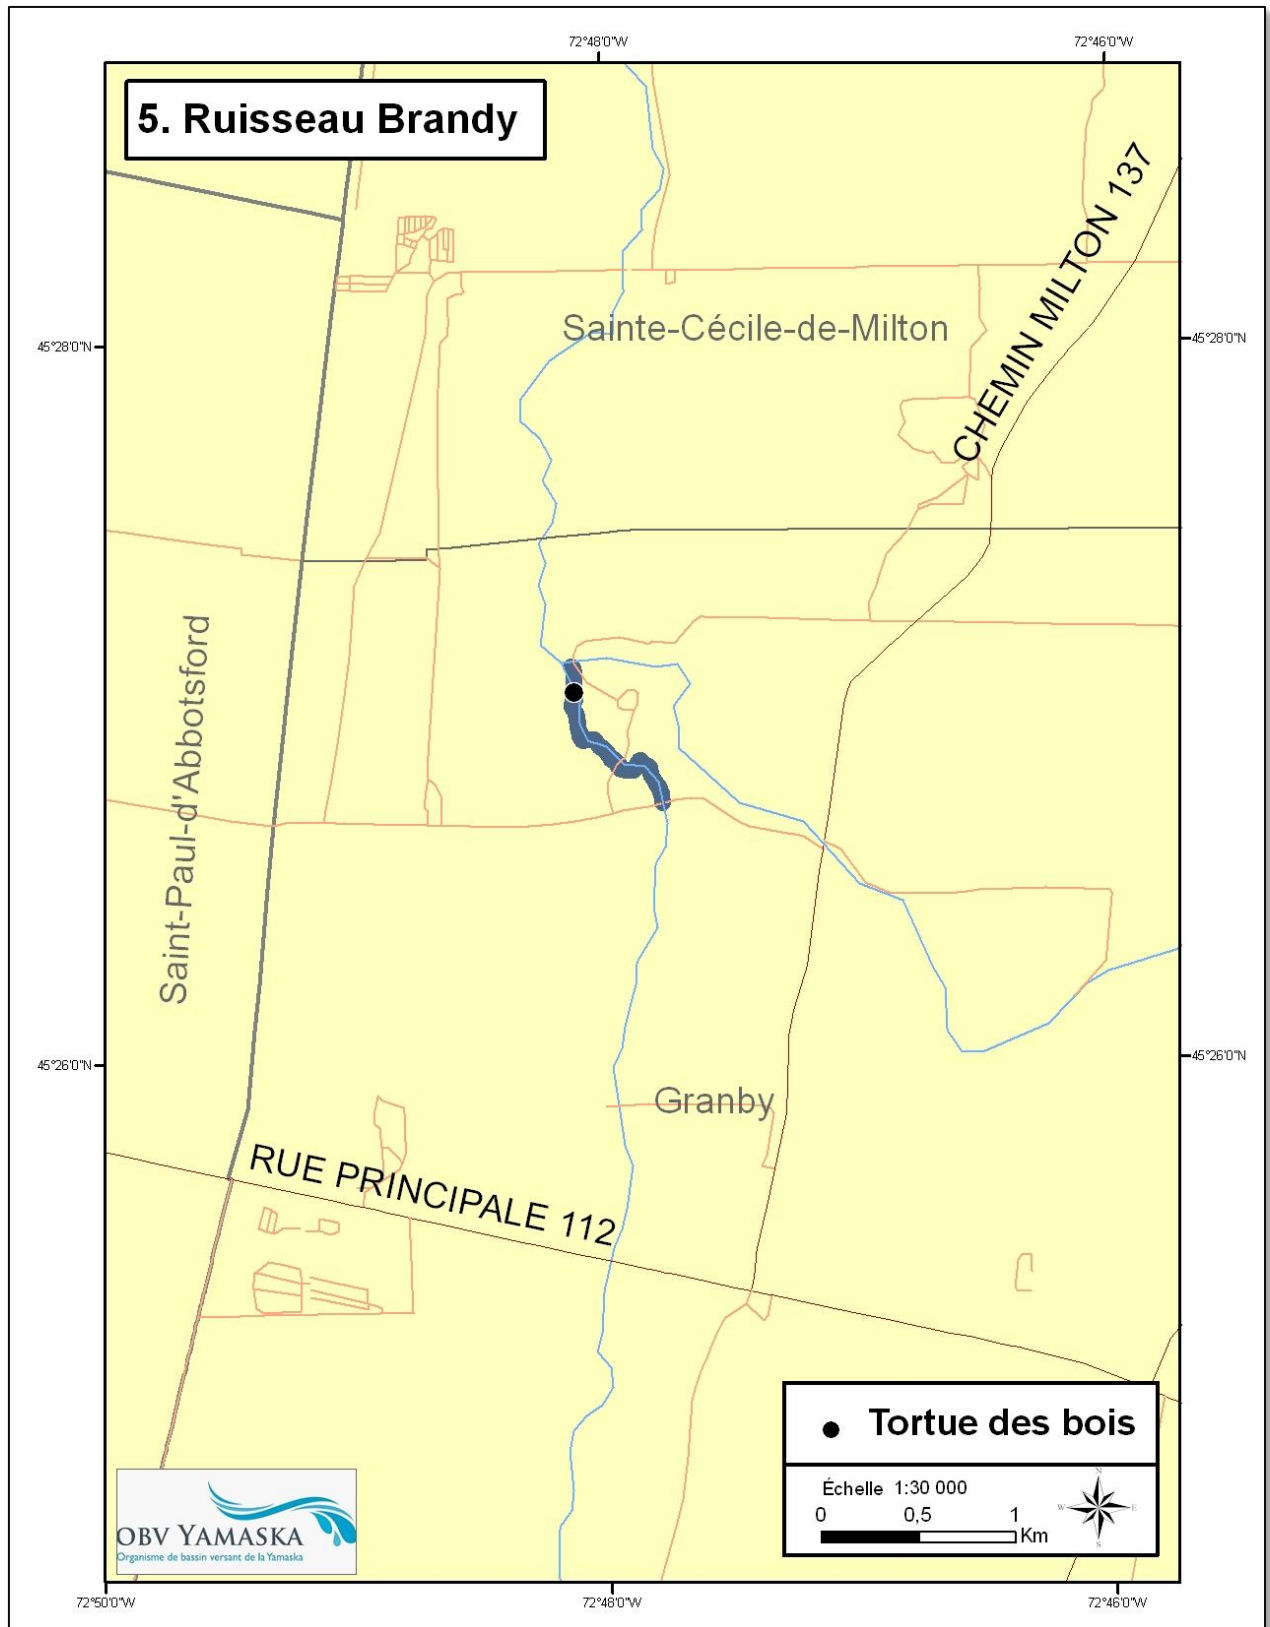 72°48'0"W
72°46'0"W
5. Ruisseau Brandy
CHEMIN MILTON 137
Sainte-Cécile-de-Milton
45°28'0"N
45°28'0"N
Saint-Paul-d'Abbotsford
45°26'0"N
45°26'0"N
Granby
RUE PRINCIPALE 112
Tortue des bois
Échelle 1:30 000
0 0,5 1
Km
N
W
E
S
OBV YAMASKA
Organisme de bassin versant de la Yamaska
72°50'0"W
72°48'0"W
72°46'0"W